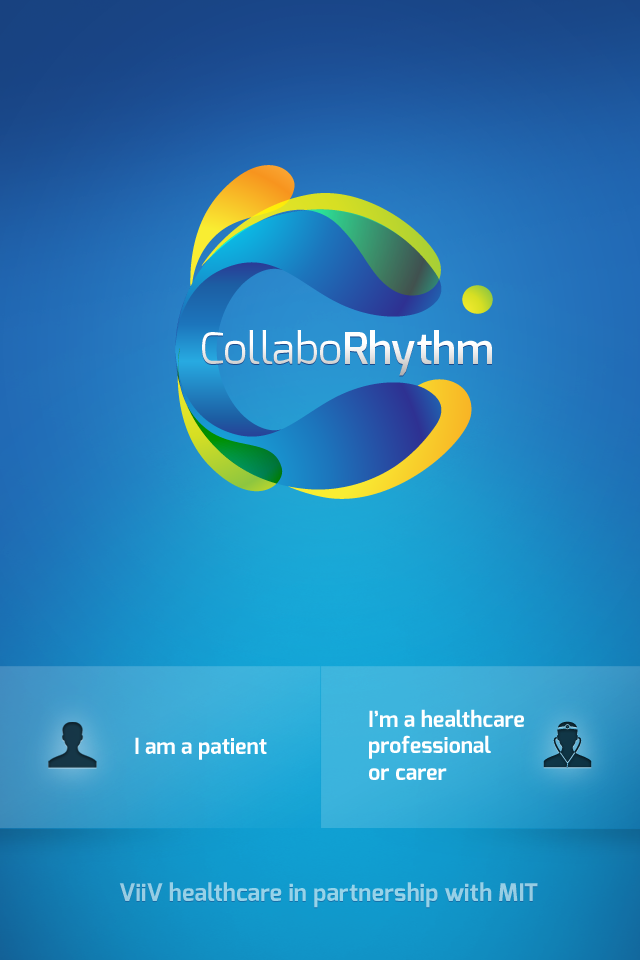 CollaboRhythm
I am a patient
I'm a healthcare
professional
or carer
ViiV healthcare in partnership with MIT